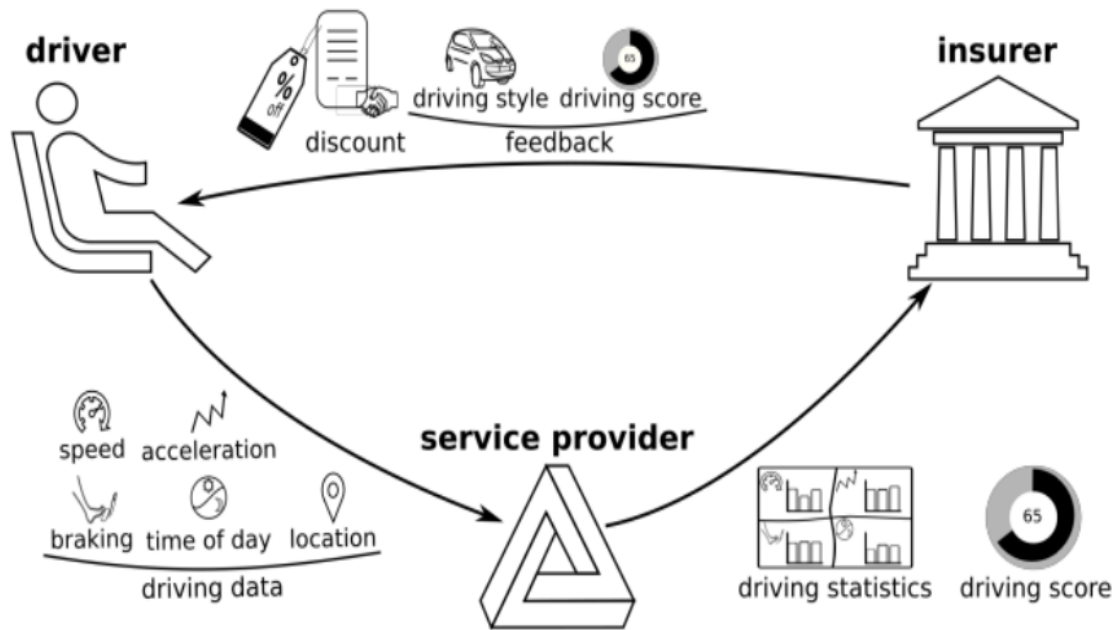 driver
insurer
% off
65
driving style driving score
discount
feedback
speed acceleration
braking time of day location
driving data
service provider
65
driving statistics driving score